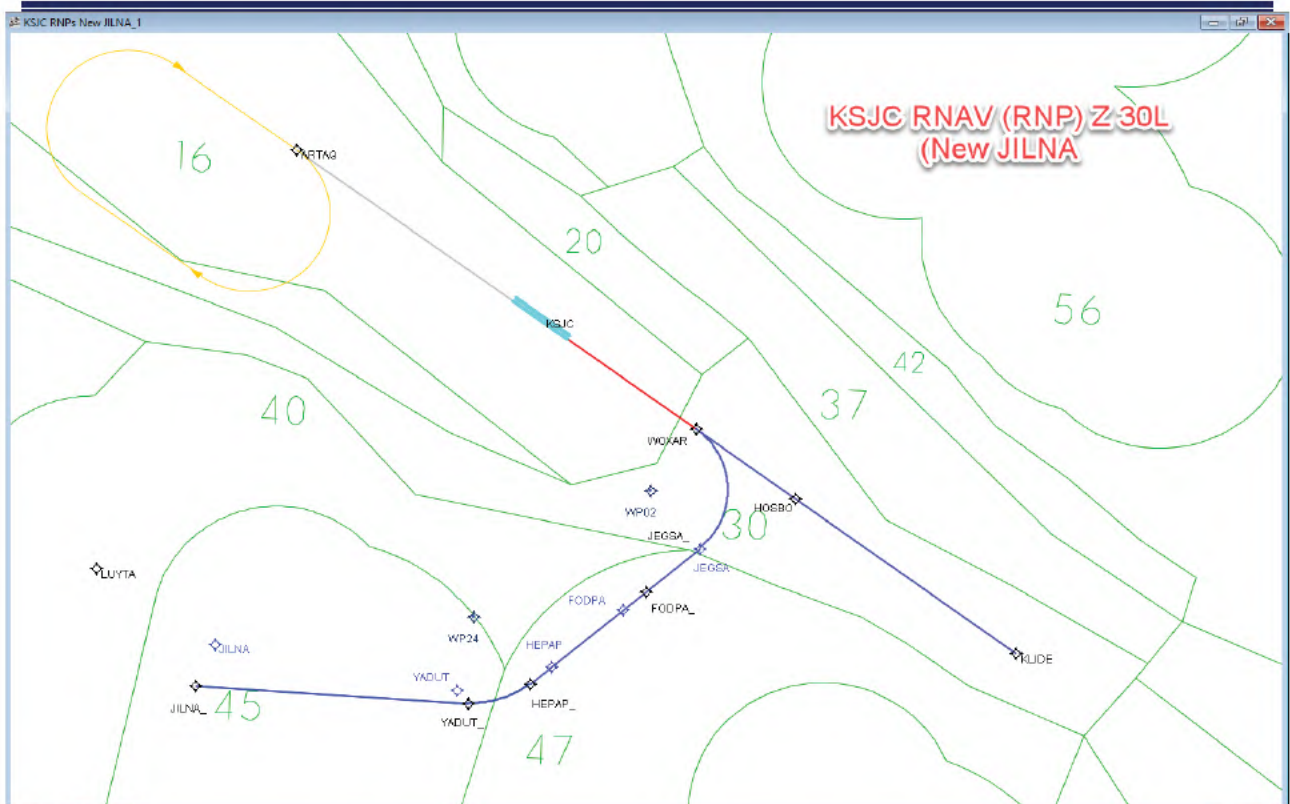 KSJC RNPs New JILNA_1
KSJC RNAV (RNP) Z 30L
(New JILNA
16
ARTAQ
20
KSJC
56
42
37
40
WOXAR
WP02
HOSBO
30
JEGSA_
JEGSA
LUYTA
FODPA
FODPA_
WP24
HEPAP
JILNA
KLIDE
YADUT
JILNA_
45
HEPAP_
YADUT_
47